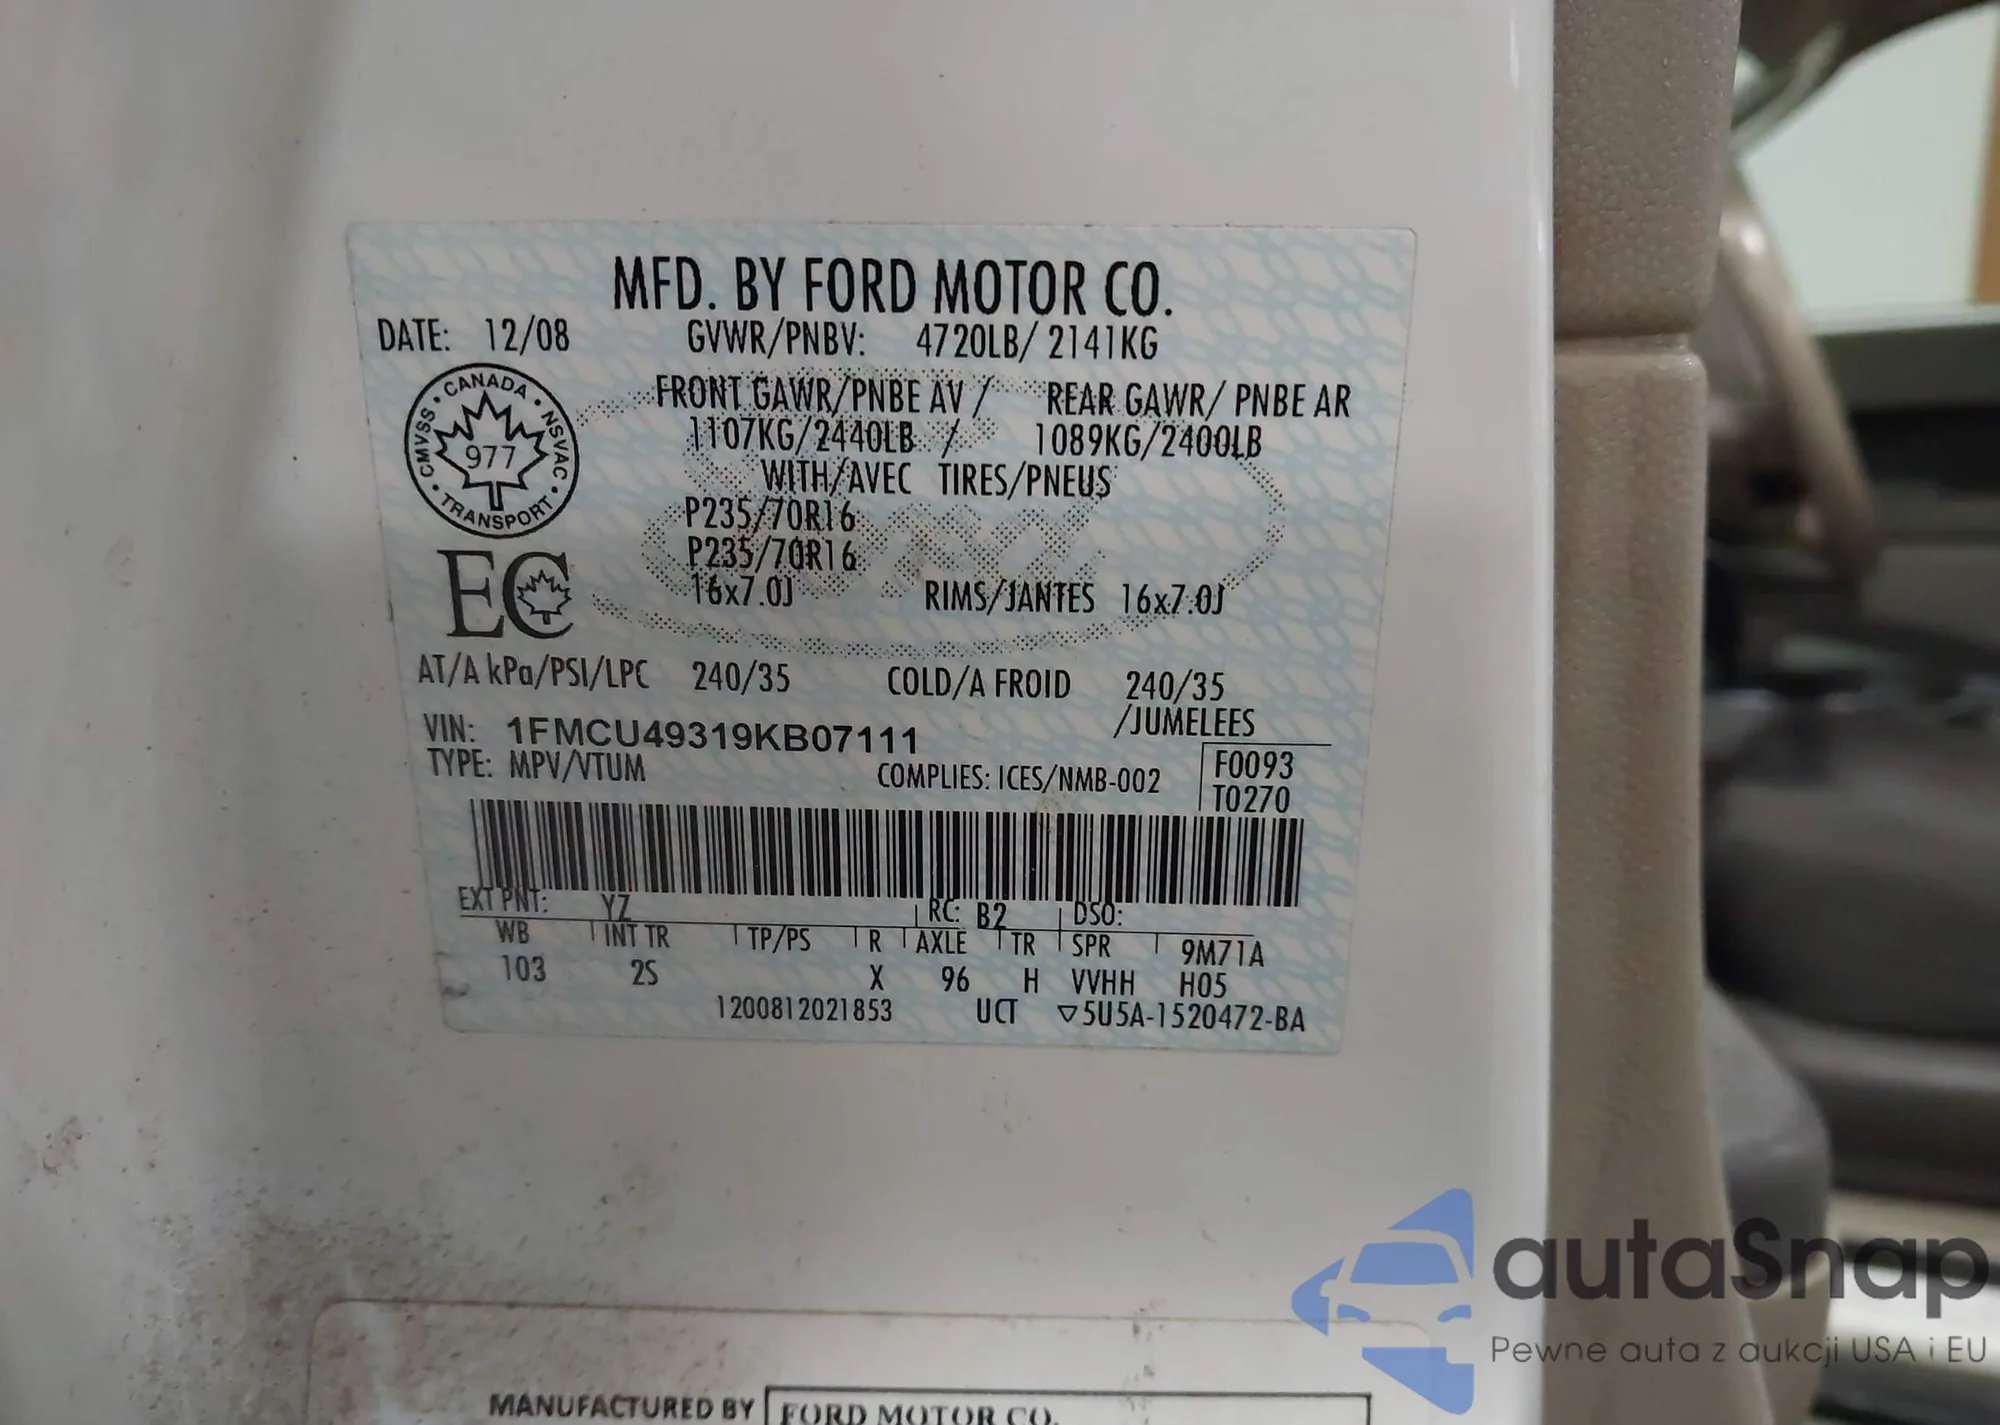 MFD. BY FORD MOTOR CO.
DATE: 12/08 GVWR/PNBV: 4720LB/ 2141KG
FRONT GAWR/PNBE AV / REAR GAWR/ PNBE AR
1107KG/2440LB / 1089KG/2400LB
WITH/AVEC TIRES/PNEUS
P235/70R16
P235/70R16
16x7.0J RIMS/JANTES 16x7.0J
CANADA · NSVAC · TRANSPORT · CMVSS ·
977
EC
AT/A kPa/PSI/LPC 240/35 COLD/A FROID 240/35
/JUMELEES
VIN: 1FMCU49319KB07111
TYPE: MPV/VTUM COMPLIES: ICES/NMB-002
F0093
T0270
EXT PNT: YZ RC: B2 DSO:
WB INT TR TP/PS R AXLE TR SPR 9M71A
103 2S X 96 H VVHH H05
1200812021853 UCT ▽5U5A-1520472-BA
MANUFACTURED BY FORD MOTOR CO.
autaSnap
Pewne auta z aukcji USA i EU